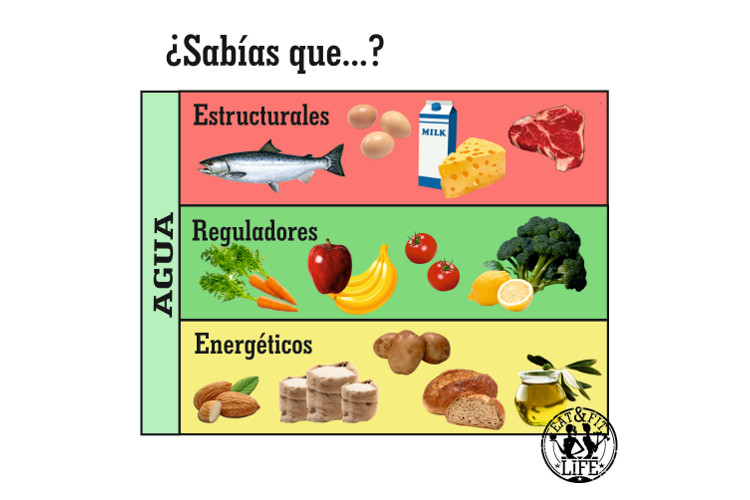 ¿Sabías que...?
AGUA
Estructurales
MILK
Reguladores
Energéticos
EAT&FIT
LIFE